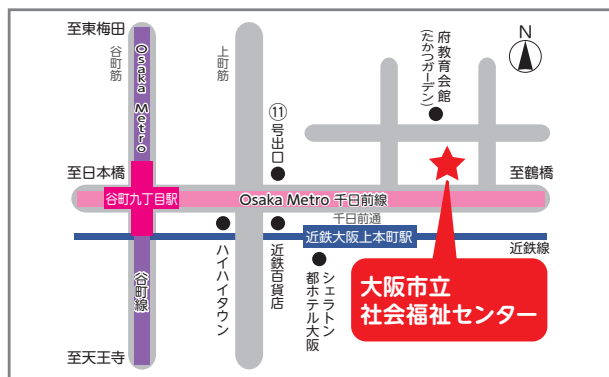 至東梅田
谷町筋
Osaka Metro
上町筋
⑪号出口
府教育会館
(たかつガーデン)
N
至日本橋
谷町九丁目駅
Osaka Metro 千日前線
至鶴橋
千日前通
近鉄大阪上本町駅
近鉄線
谷町線
ハイハイタウン
近鉄百貨店
シェラトン
都ホテル大阪
大阪市立
社会福祉センター
至天王寺